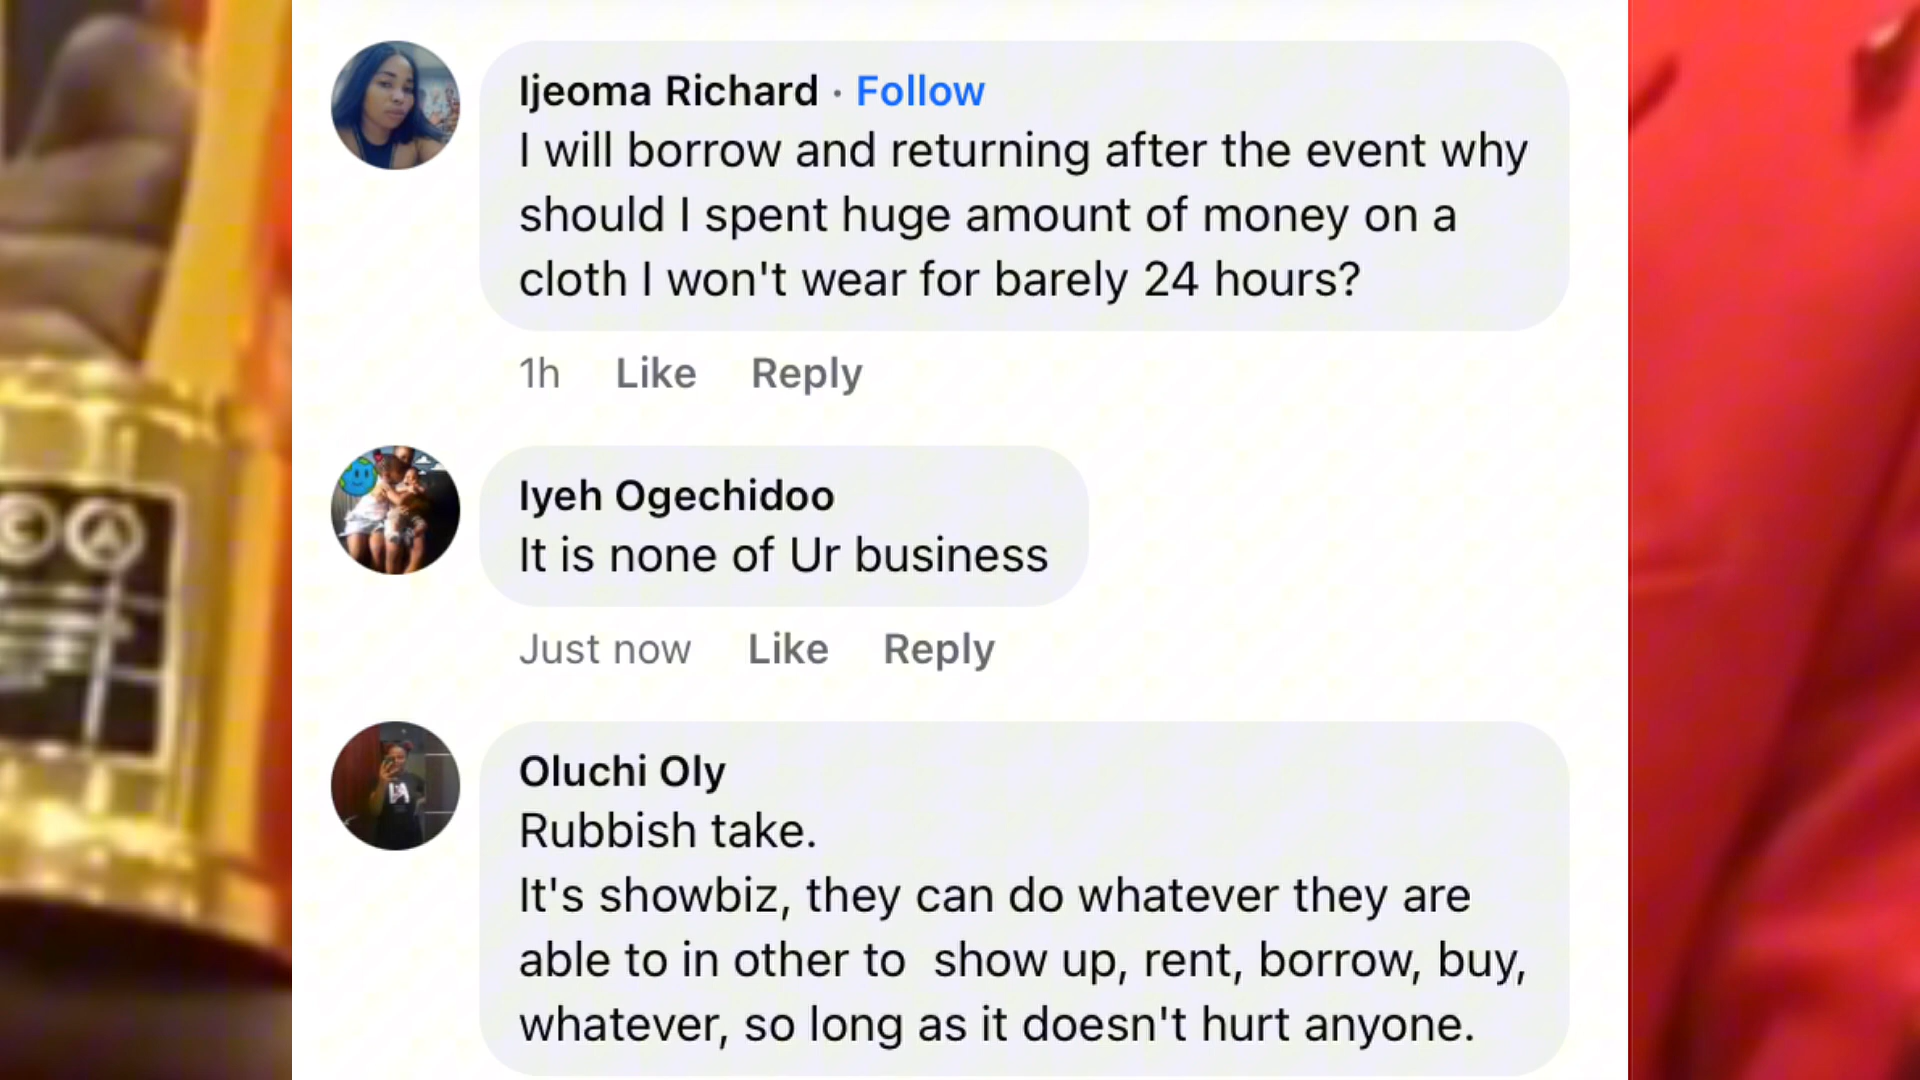 Ijeoma Richard · Follow
I will borrow and returning after the event why
should I spent huge amount of money on a
cloth I won't wear for barely 24 hours?
1h Like Reply
Iyeh Ogechidoo
It is none of Ur business
Just now Like Reply
Oluchi Oly
Rubbish take.
It's showbiz, they can do whatever they are
able to in other to  show up, rent, borrow, buy,
whatever, so long as it doesn't hurt anyone.